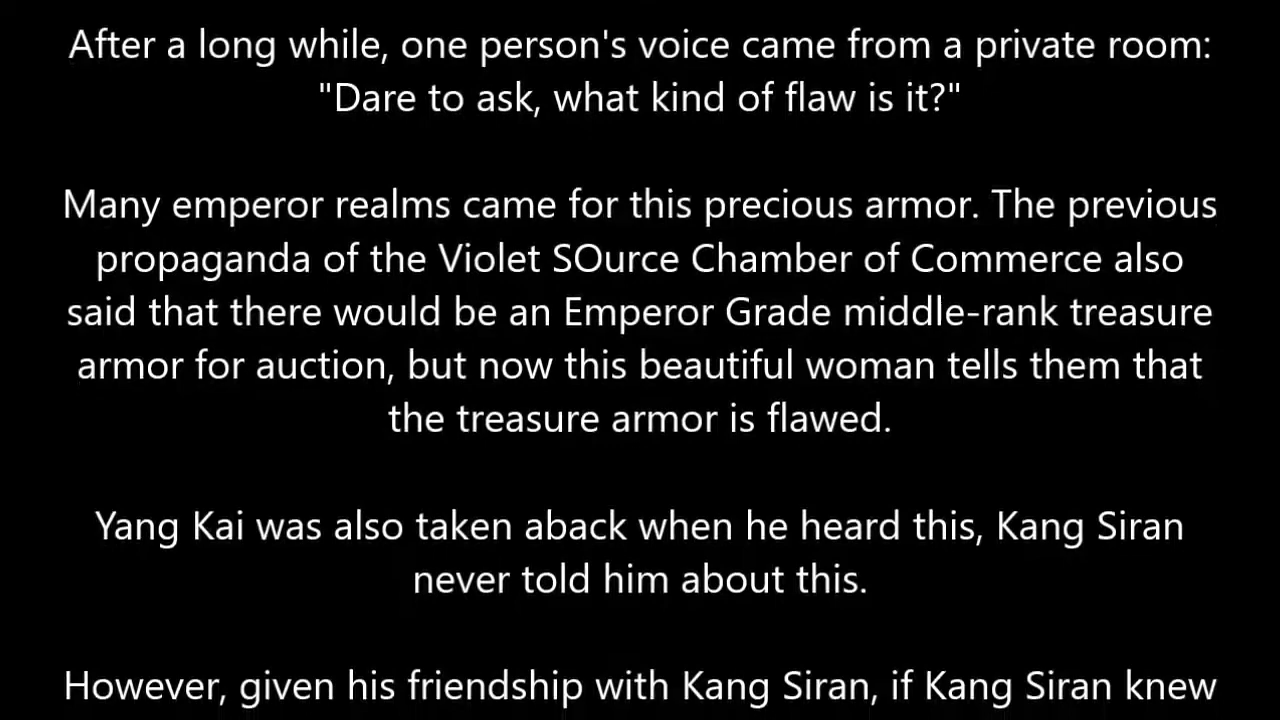 After a long while, one person's voice came from a private room:
"Dare to ask, what kind of flaw is it?"
Many emperor realms came for this precious armor. The previous
propaganda of the Violet SOurce Chamber of Commerce also
said that there would be an Emperor Grade middle-rank treasure
armor for auction, but now this beautiful woman tells them that
the treasure armor is flawed.
Yang Kai was also taken aback when he heard this, Kang Siran
never told him about this.
However, given his friendship with Kang Siran, if Kang Siran knew